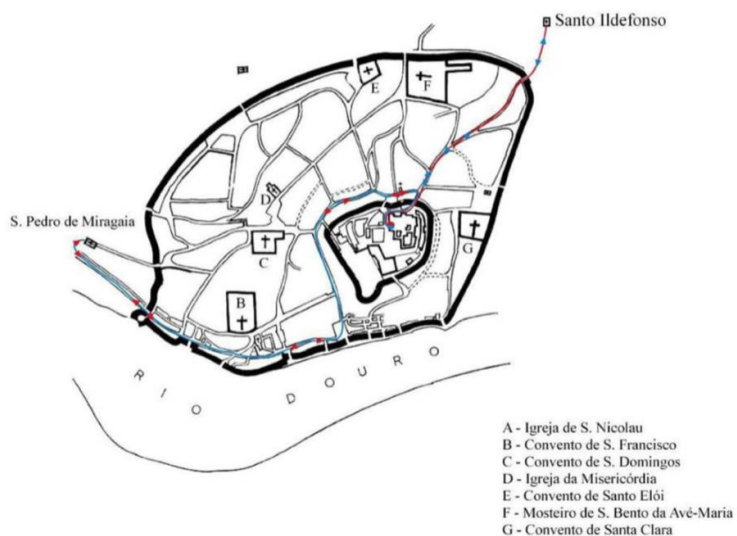 Santo Ildefonso
E
F
D
S. Pedro de Miragaia
G
C
B
RIO DOURO
A - Igreja de S. Nicolau
B - Convento de S. Francisco
C - Convento de S. Domingos
D - Igreja da Misericórdia
E - Convento de Santo Elói
F - Mosteiro de S. Bento da Avé-Maria
G - Convento de Santa Clara